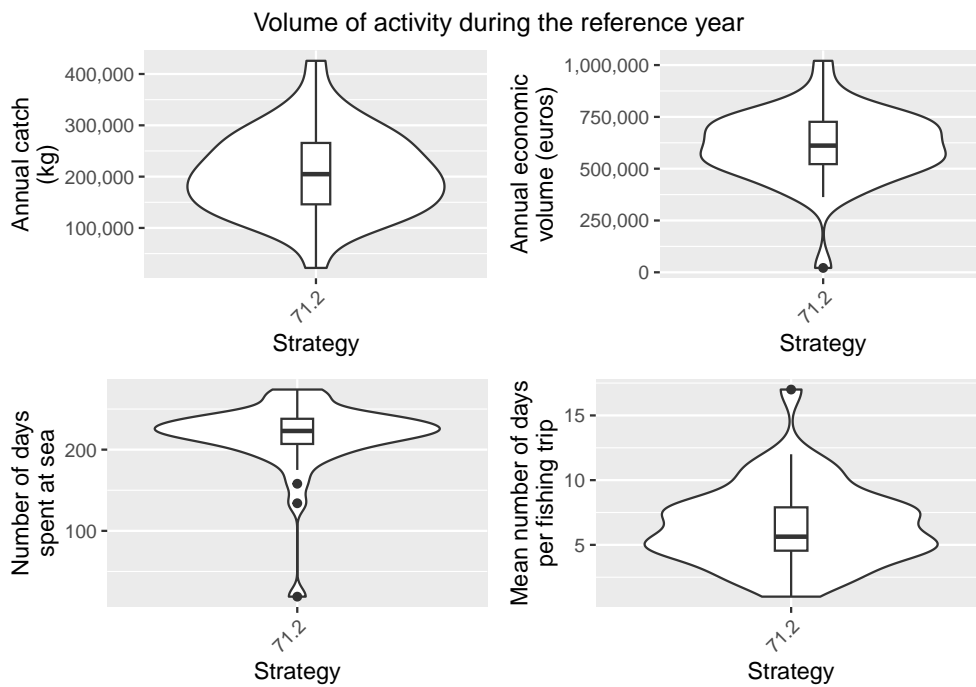 Volume of activity during the reference year
Annual catch
(kg)
400,000
300,000
200,000
100,000
71.2
Strategy
Annual economic
volume (euros)
1,000,000
750,000
500,000
250,000
0
71.2
Strategy
Number of days
spent at sea
200
100
71.2
Strategy
Mean number of days
per fishing trip
15
10
5
71.2
Strategy